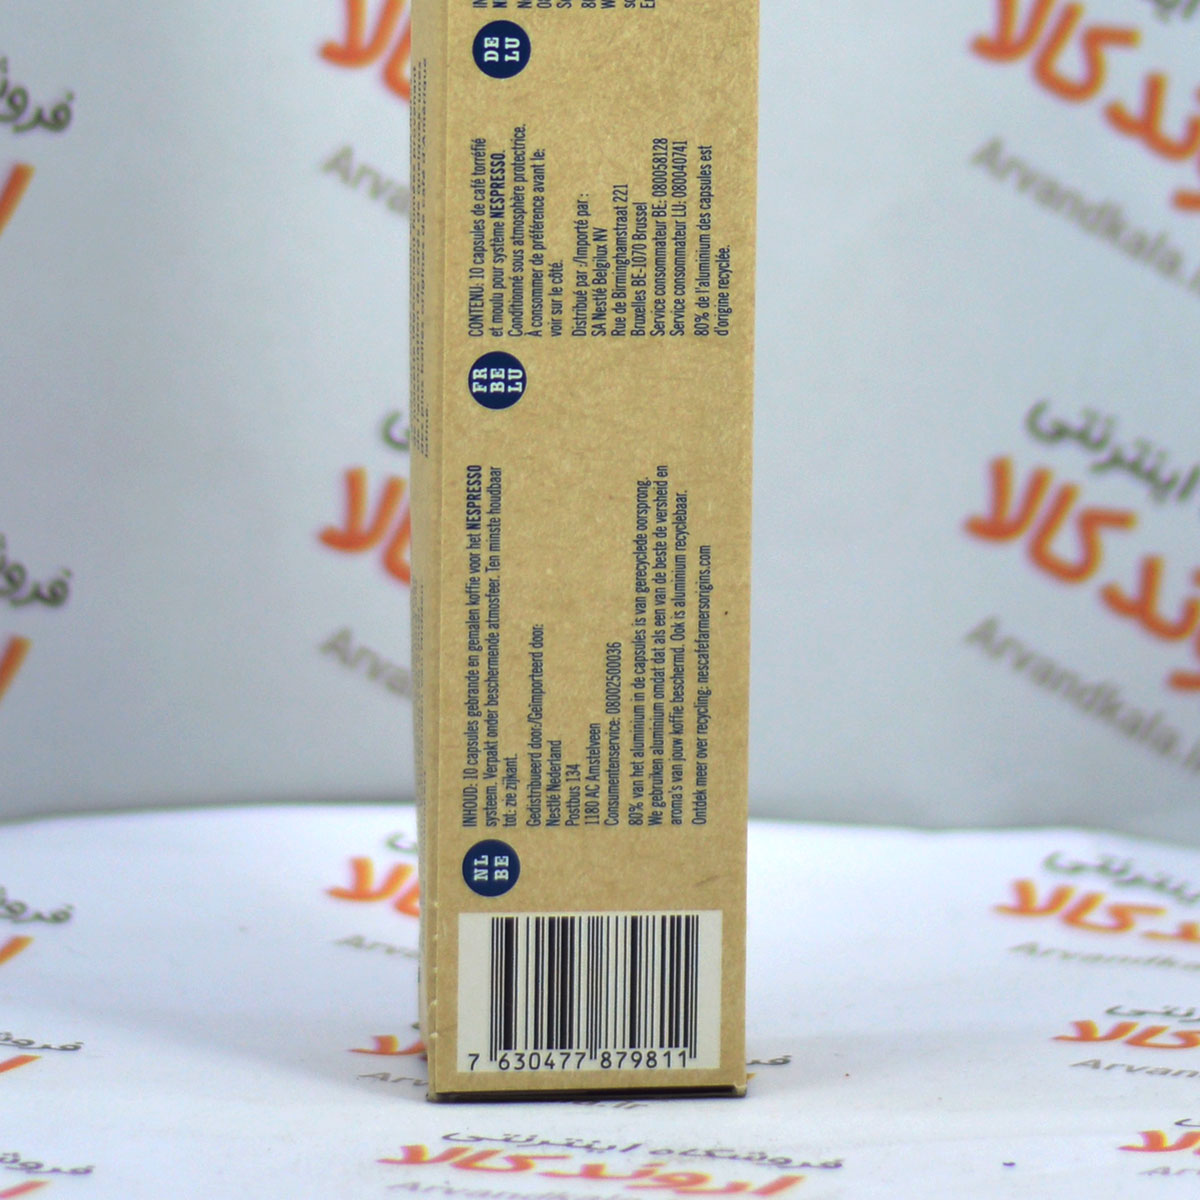 DE
LU
FR
BE
LU
CONTENU: 10 capsules de café torréfié
et moulu pour système NESPRESSO.
Conditionné sous atmosphère protectrice.
À consommer de préférence avant le:
voir sur le côté.
Distribué par :/Importé par :
SA Nestlé Belgilux NV
Rue de Birminghamstraat 221
Bruxelles BE-1070 Brussel
Service consommateur BE: 080058128
Service consommateur LU: 080040741
80% de l'aluminium des capsules est
d'origine recyclée.
NL
BE
INHOUD: 10 capsules gebrande en gemalen koffie voor het NESPRESSO
systeem. Verpakt onder beschermende atmosfeer. Ten minste houdbaar
tot: zie zijkant.
Gedistribueerd door:/Geïmporteerd door:
Nestlé Nederland
Postbus 134
1180 AC Amstelveen
Consumentenservice: 08002500036
80% van het aluminium in de capsules is van gerecyclede oorsprong.
We gebruiken aluminium omdat dat als een van de beste de versheid en
aroma's van jouw koffie beschermd. Ook is aluminium recyclebaar.
Ontdek meer over recycling: nescafefarmersorigins.com
7 630477 879811
اینترنتی
Arvandkala
اینترنتی
Arvandkala
فروشگاه اینترنتی
اروند کالا